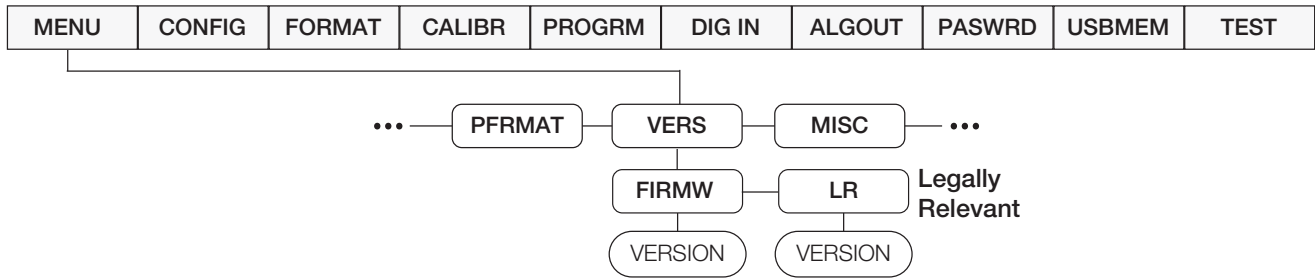 MENU CONFIG FORMAT CALIBR PROGRM DIG IN ALGOUT PASWRD USBMEM TEST
••• PFRMAT VERS MISC •••
FIRMW LR Legally
Relevant
VERSION VERSION